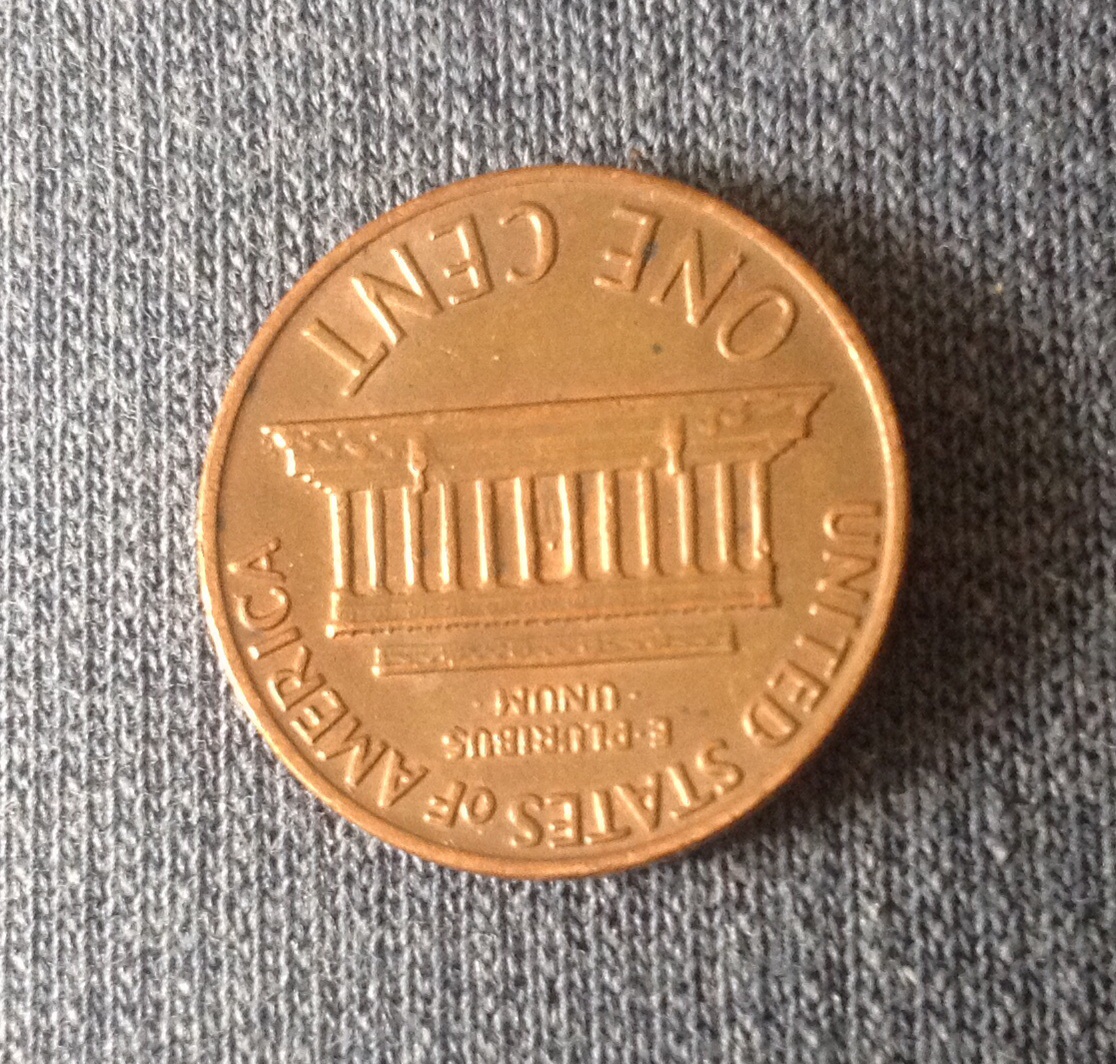 UNITED STATES OF AMERICA
E·PLURIBUS
·UNUM·
ONE CENT